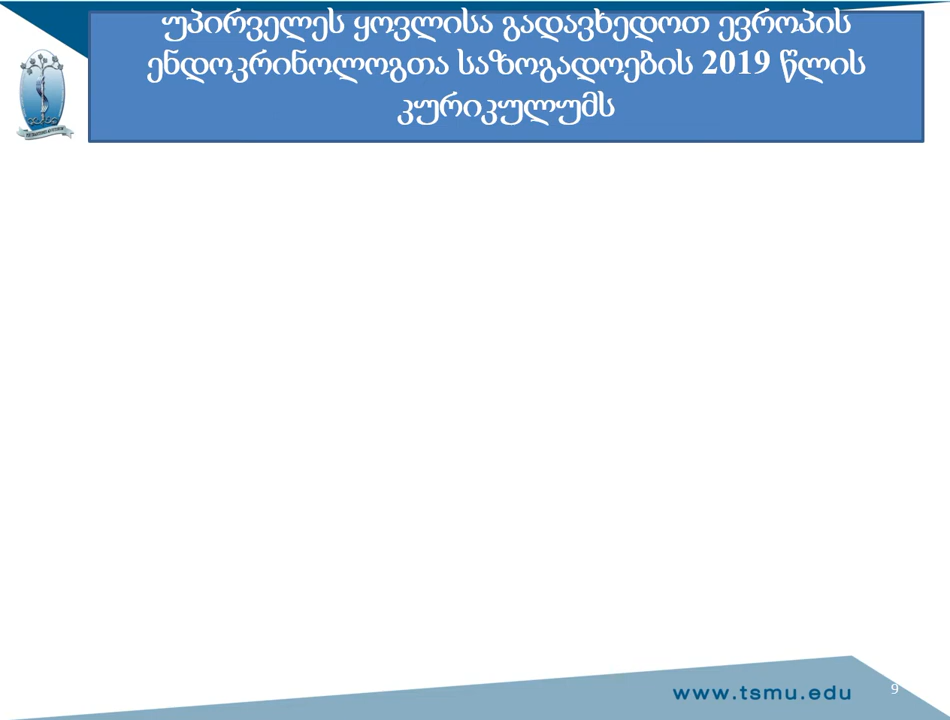 უპირველეს ყოვლისა გადავხედოთ ევროპის
ენდოკრინოლოგთა საზოგადოების 2019 წლის
კურიკულუმს
www.tsmu.edu
9